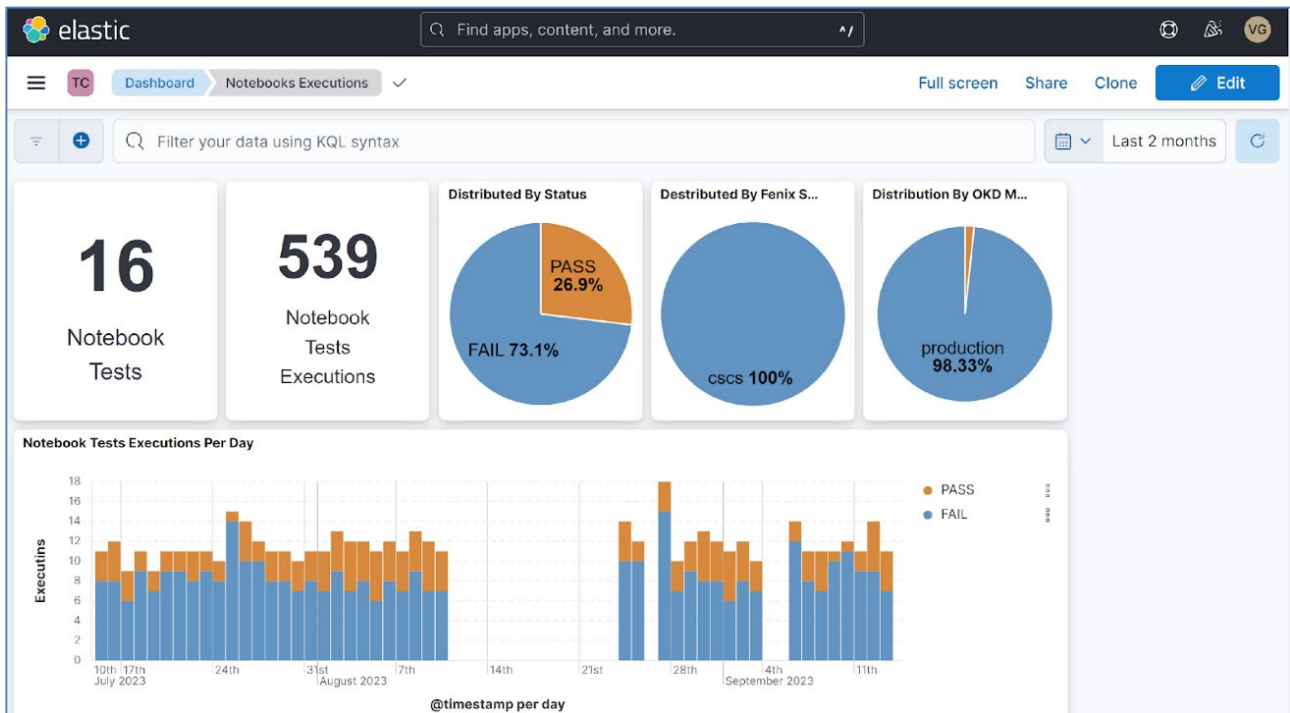 elastic
Find apps, content, and more.
^/
VG
TC
Dashboard
Notebooks Executions
Full screen
Share
Clone
Edit
Filter your data using KQL syntax
Last 2 months
16
Notebook
Tests
539
Notebook
Tests
Executions
Distributed By Status
PASS
26.9%
FAIL 73.1%
Destributed By Fenix S...
cscs 100%
Distribution By OKD M...
production
98.33%
Notebook Tests Executions Per Day
Executins
18
16
14
12
10
8
6
4
2
0
10th 17th 24th 31st 7th 14th 21st 28th 4th 11th
July 2023 August 2023 September 2023
@timestamp per day
PASS
FAIL